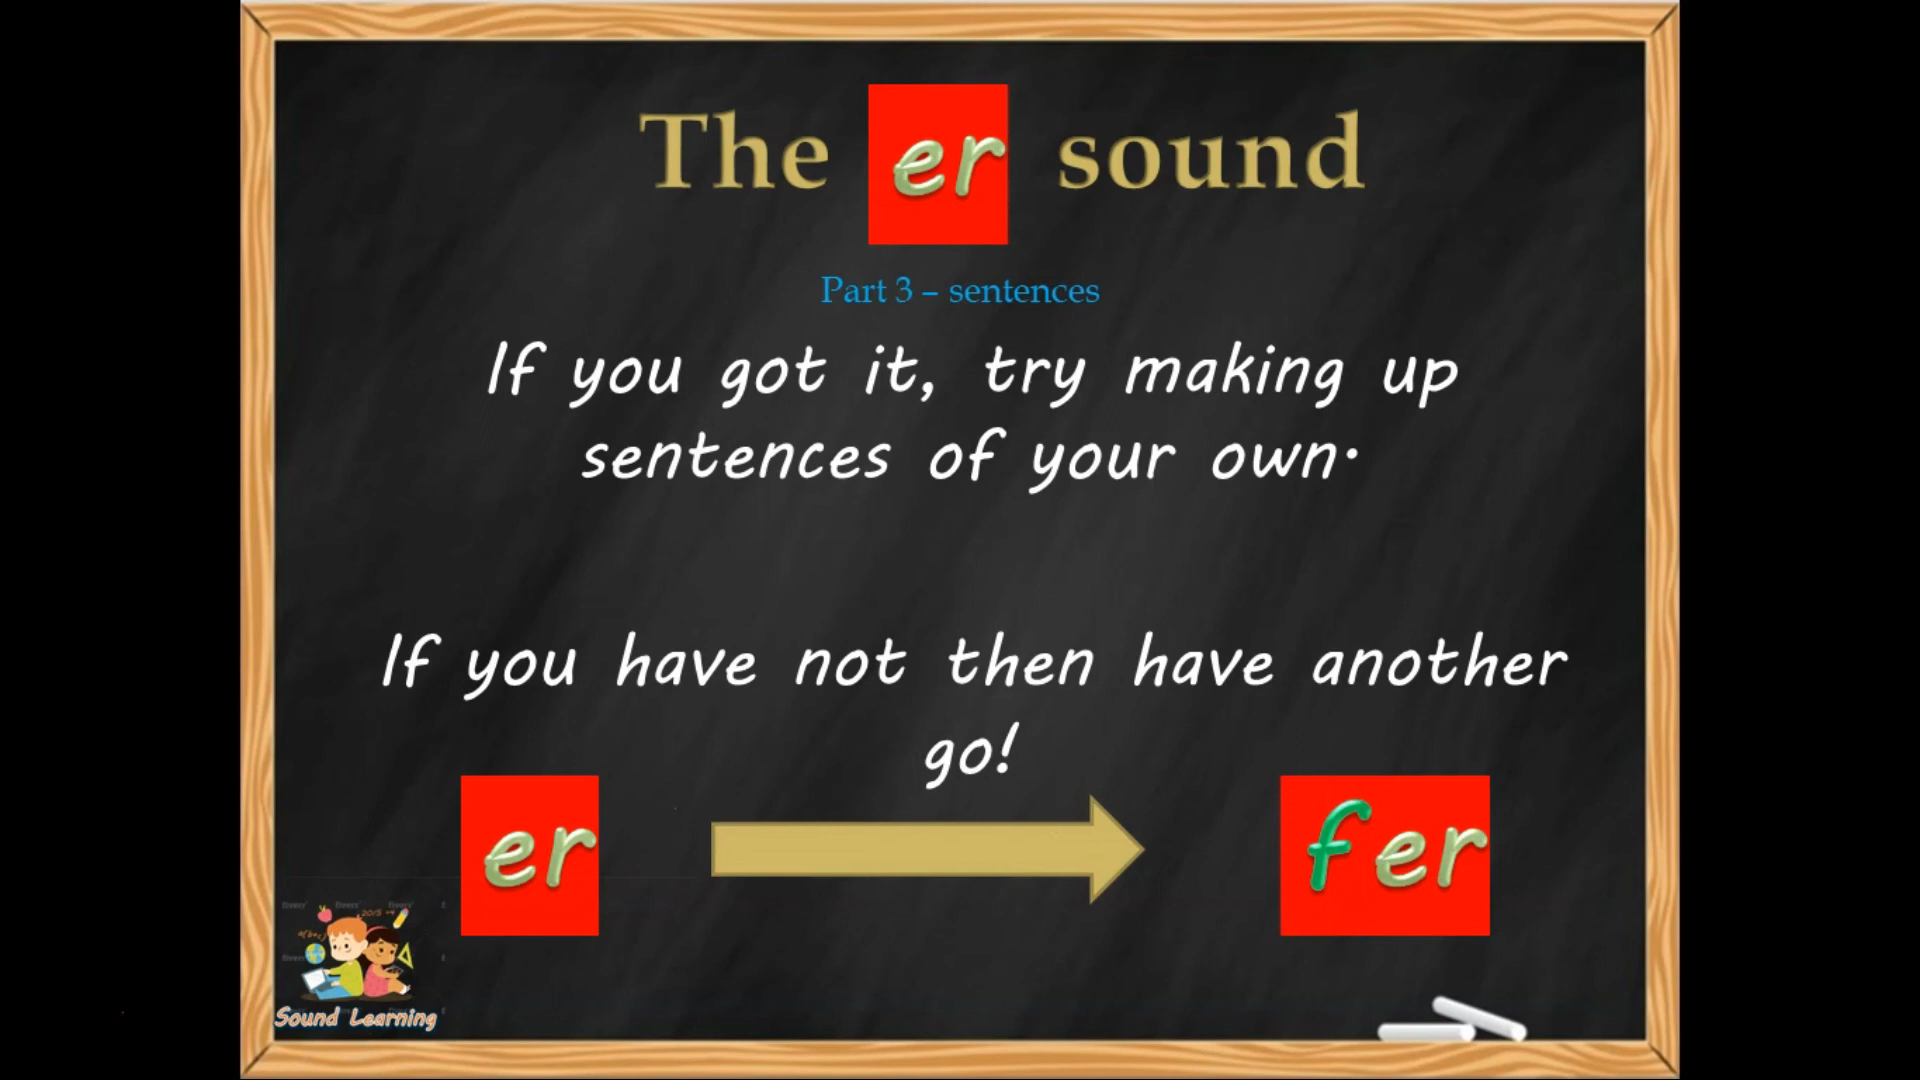 The er sound
Part 3 – sentences
If you got it, try making up
sentences of your own.
If you have not then have another
go!
er
fer
Sound Learning